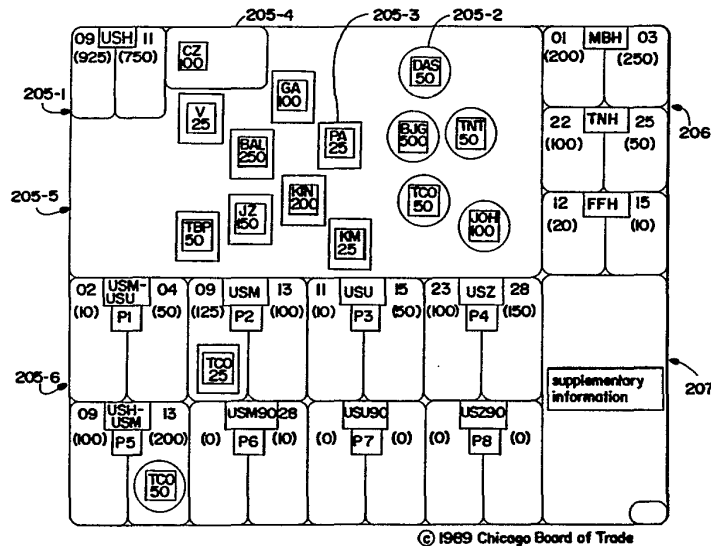 205-4 205-3 205-2
09 USH 11
(925) (750)
CZ
100
DAS
50
01 MBH 03
(200) (250)
GA
100
205-1
V
25
PA
25
BJG
500
TNT
50
206
BAL
250
22 TNH 25
(100) (50)
205-5
KIN
200
TCO
50
JZ
150
TBP
50
JOH
100
KM
25
12 FFH 15
(20) (10)
02 USM-USU 04
(10) P1 (50)
09 USM 13
(125) P2 (100)
11 USU 15
(10) P3 (50)
23 USZ 28
(100) P4 (150)
TCO
25
205-6
supplementary
information
207
09 USH-USM 13
(100) P5 (200)
USM90 28
(0) P6 (10)
USU90
(0) P7 (0)
USZ90
(0) P8 (0)
TCO
50
© 1989 Chicago Board of Trade